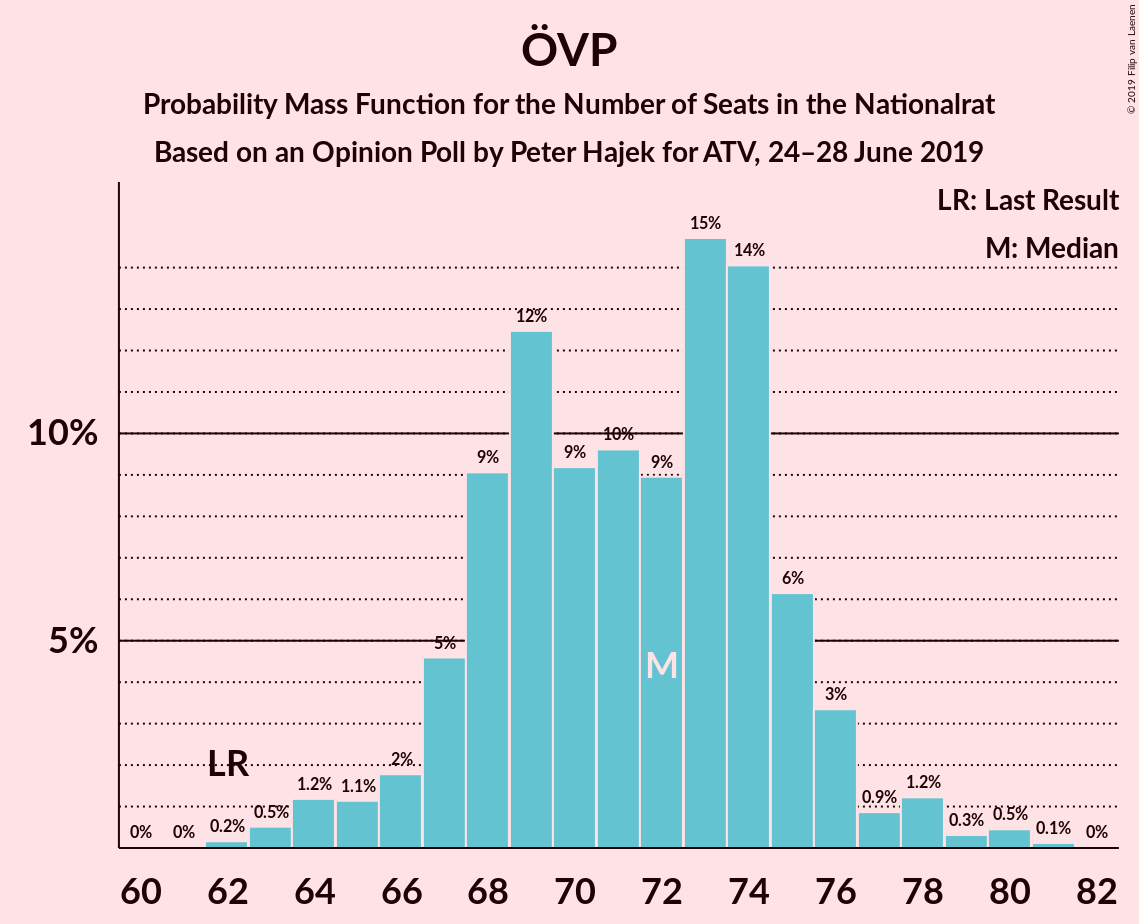 ÖVP
Probability Mass Function for the Number of Seats in the Nationalrat
Based on an Opinion Poll by Peter Hajek for ATV, 24–28 June 2019
© 2019 Filip van Laenen
LR: Last Result
M: Median
10%
5%
0%
0%
0.2%
0.5%
1.2%
1.1%
2%
5%
9%
12%
9%
10%
9%
15%
14%
6%
3%
0.9%
1.2%
0.3%
0.5%
0.1%
0%
LR
M
60 62 64 66 68 70 72 74 76 78 80 82